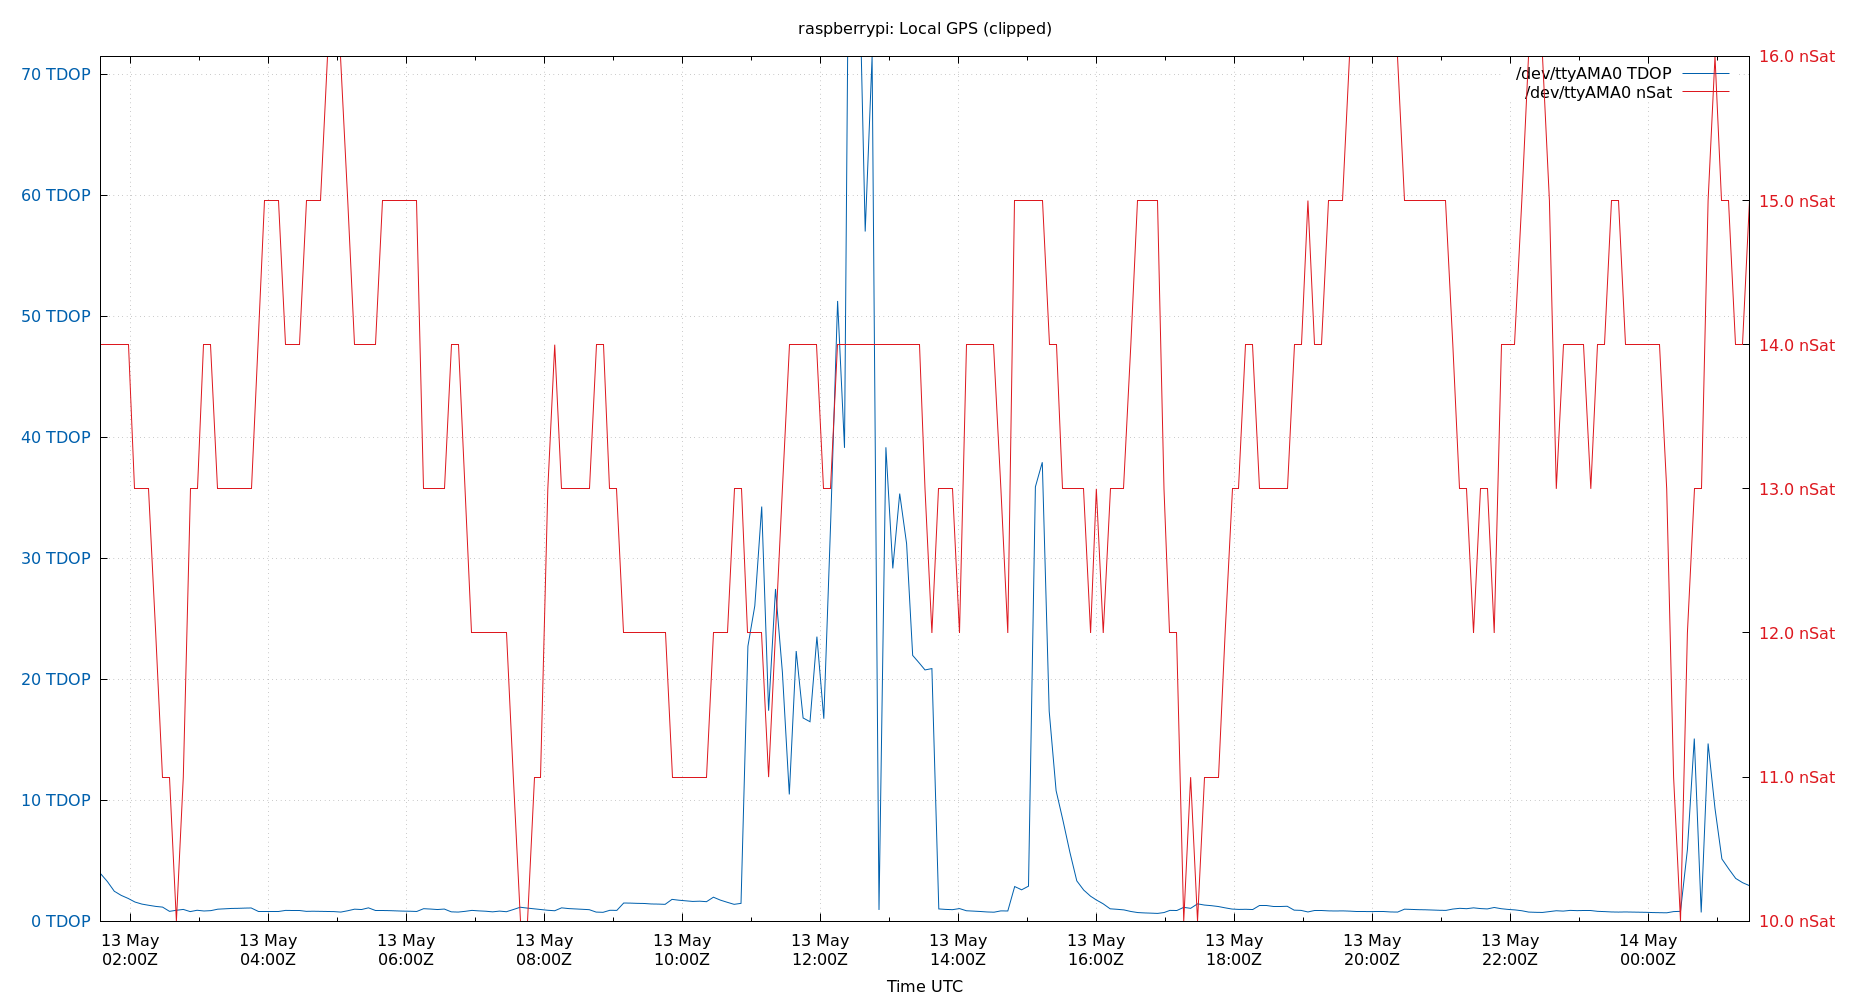 raspberrypi: Local GPS (clipped)
/dev/ttyAMA0 TDOP
/dev/ttyAMA0 nSat
70 TDOP
60 TDOP
50 TDOP
40 TDOP
30 TDOP
20 TDOP
10 TDOP
0 TDOP
16.0 nSat
15.0 nSat
14.0 nSat
13.0 nSat
12.0 nSat
11.0 nSat
10.0 nSat
13 May
02:00Z
13 May
04:00Z
13 May
06:00Z
13 May
08:00Z
13 May
10:00Z
13 May
12:00Z
13 May
14:00Z
13 May
16:00Z
13 May
18:00Z
13 May
20:00Z
13 May
22:00Z
14 May
00:00Z
Time UTC